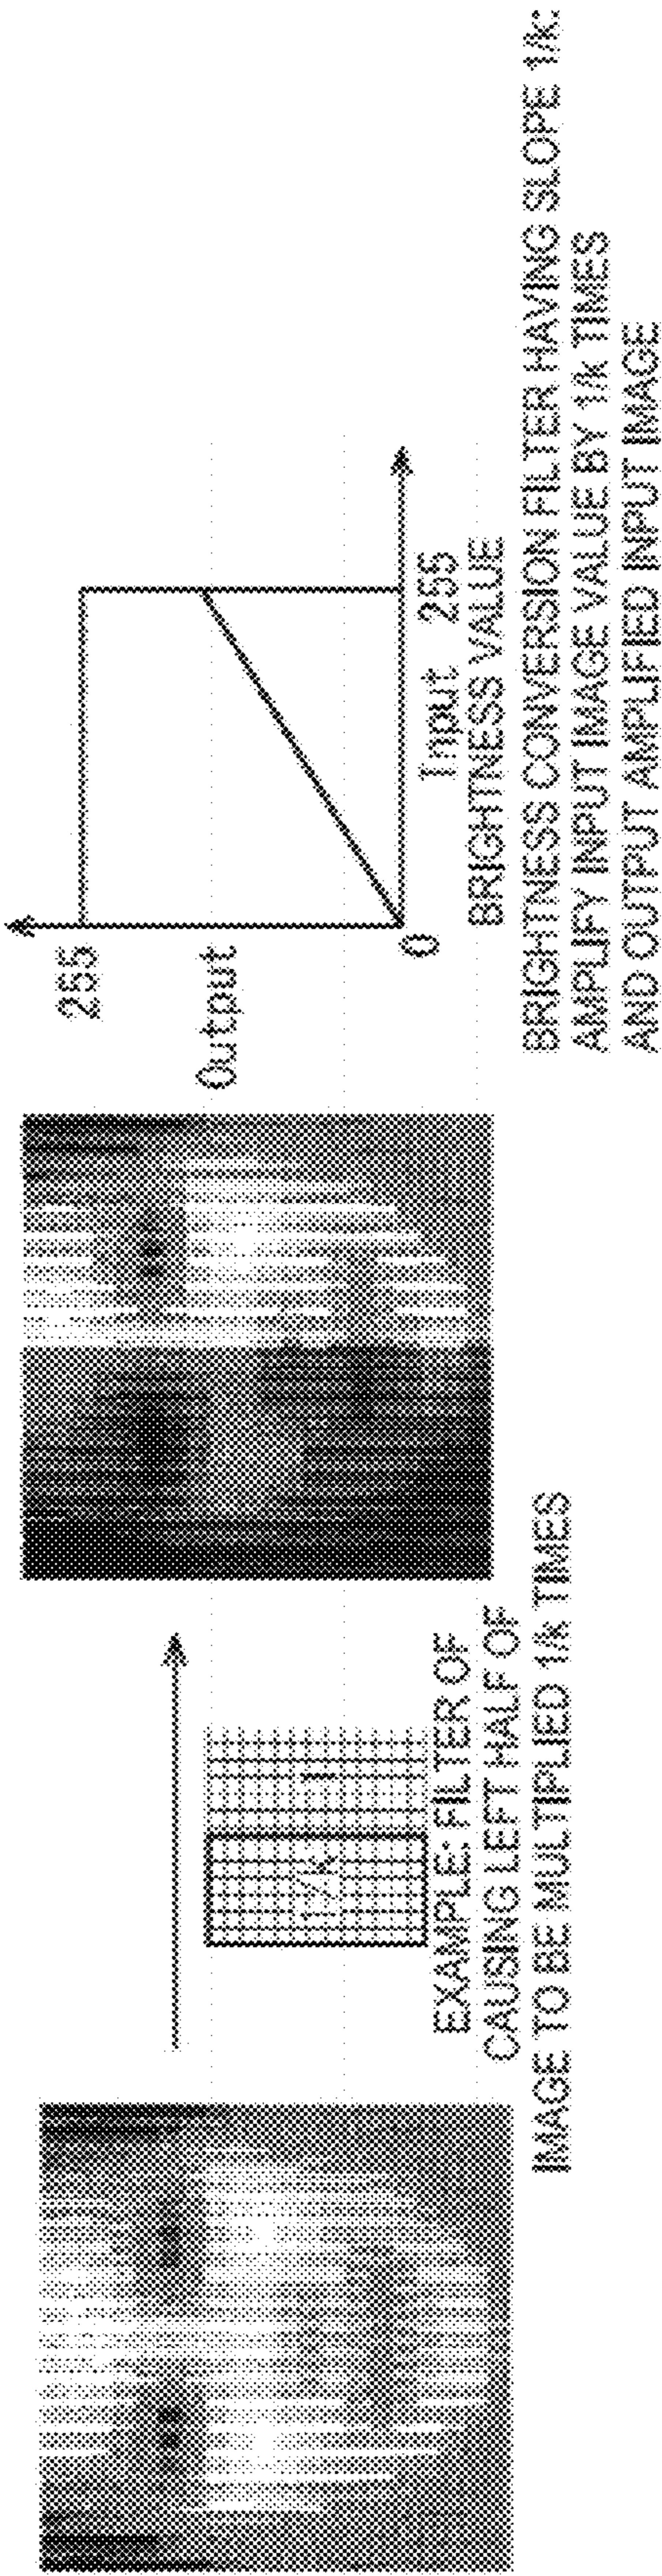 1/k
1
EXAMPLE: FILTER OF
CAUSING LEFT HALF OF
IMAGE TO BE MULTIPLIED 1/k TIMES
255
Output
0
Input 255
BRIGHTNESS VALUE
BRIGHTNESS CONVERSION FILTER HAVING SLOPE 1/k:
AMPLIFY INPUT IMAGE VALUE BY 1/k TIMES
AND OUTPUT AMPLIFIED INPUT IMAGE